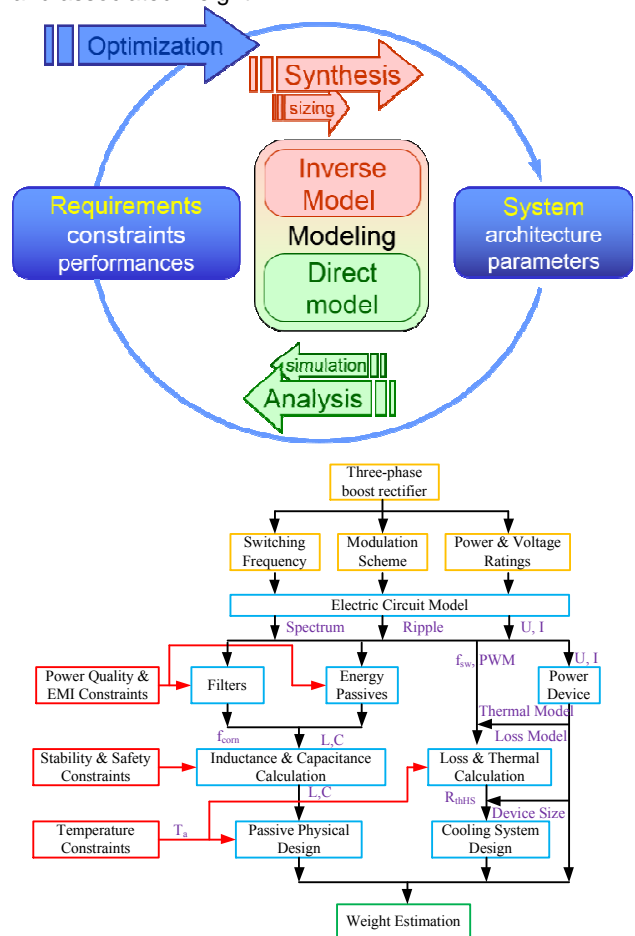 and associated weight
Optimization
Synthesis
sizing
Inverse
Model
Modeling
Direct
model
Requirements
constraints
performances
System
architecture
parameters
simulation
Analysis
Three-phase
boost rectifier
Switching
Frequency
Modulation
Scheme
Power & Voltage
Ratings
Electric Circuit Model
Spectrum
Ripple
U, I
Power Quality &
EMI Constraints
Filters
Energy
Passives
fsw, PWM
U, I
Power
Device
Thermal Model
Loss Model
fcorn
L,C
Stability & Safety
Constraints
Inductance & Capacitance
Calculation
Loss & Thermal
Calculation
L,C
RthHS
Device Size
Temperature
Constraints
Ta
Passive Physical
Design
Cooling System
Design
Weight Estimation